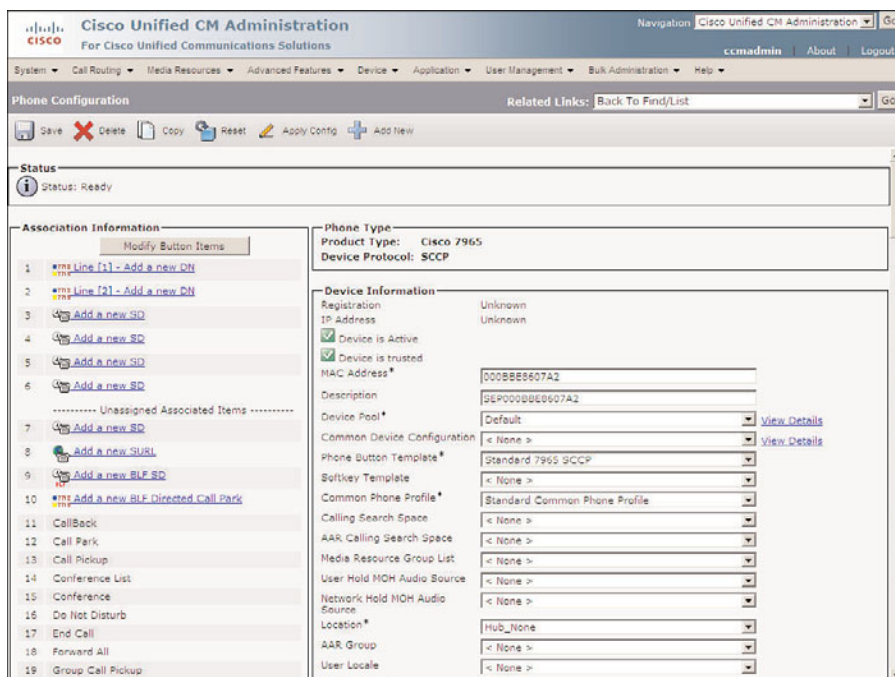 Cisco Unified CM Administration
For Cisco Unified Communications Solutions
CISCO
Navigation Cisco Unified CM Administration Go
ccmadmin | About | Logout
System Call Routing Media Resources Advanced Features Device Application User Management Bulk Administration Help
Phone Configuration
Related Links: Back To Find/List Go
Save Delete Copy Reset Apply Config Add New
Status
Status: Ready
Association Information
Modify Button Items
1 Line [1] - Add a new DN
2 Line [2] - Add a new DN
3 Add a new SD
4 Add a new SD
5 Add a new SD
6 Add a new SD
---------- Unassigned Associated Items ----------
7 Add a new SD
8 Add a new SURL
9 Add a new BLF SD
10 Add a new BLF Directed Call Park
11 CallBack
12 Call Park
13 Call Pickup
14 Conference List
15 Conference
16 Do Not Disturb
17 End Call
18 Forward All
19 Group Call Pickup
Phone Type
Product Type: Cisco 7965
Device Protocol: SCCP
Device Information
Registration Unknown
IP Address Unknown
Device is Active
Device is trusted
MAC Address* 000BBE8607A2
Description SEP000BBE8607A2
Device Pool* Default View Details
Common Device Configuration < None > View Details
Phone Button Template* Standard 7965 SCCP
Softkey Template < None >
Common Phone Profile* Standard Common Phone Profile
Calling Search Space < None >
AAR Calling Search Space < None >
Media Resource Group List < None >
User Hold MOH Audio Source < None >
Network Hold MOH Audio
Source < None >
Location* Hub_None
AAR Group < None >
User Locale < None >